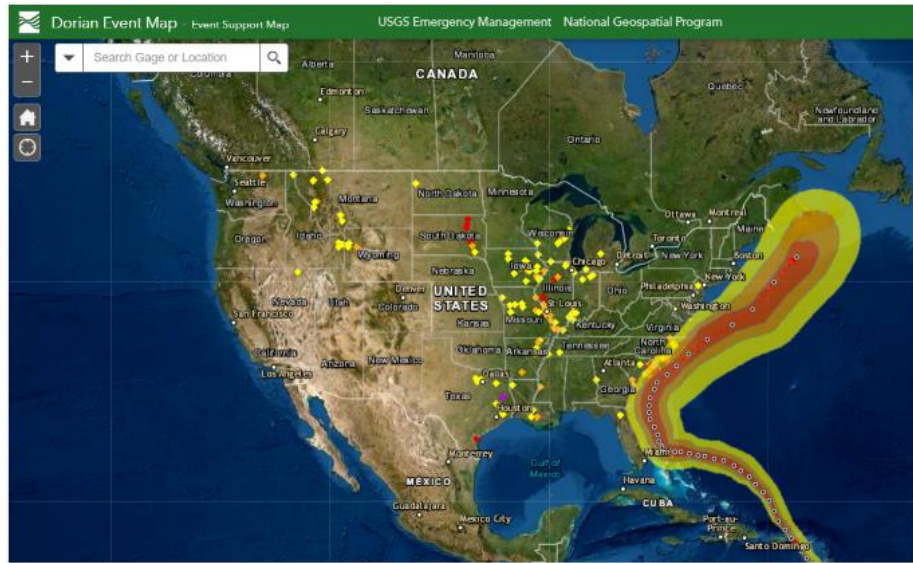 Dorian Event Map - Event Support Map
USGS Emergency Management National Geospatial Program
Search Gage or Location
Manitoba
Alberta
CANADA
Quebec
Edmonton
Saskatchewan
Newfoundland
and Labrador
Calgary
Ontario
Vancouver
Seattle
Washington
Montana
North Dakota
Minnesota
Ottawa
Montreal
Maine
Oregon
Idaho
South Dakota
Wisconsin
Toronto
Wyoming
Detroit
New York
Boston
Iowa
Chicago
Nebraska
New York
Illinois
Ohio
Philadelphia
Nevada
Utah
Denver
Colorado
UNITED
STATES
St. Louis
Washington
San Francisco
Kansas
Missouri
Kentucky
Virginia
California
Oklahoma
Arkansas
Tennessee
North
Carolina
Los Angeles
Arizona
New Mexico
Atlanta
Dallas
Georgia
Texas
Houston
Monterrey
Gulf of
Mexico
Miami
MÉXICO
Havana
CUBA
Guadalajara
Mexico City
Port-au-
Prince
Santo Domingo